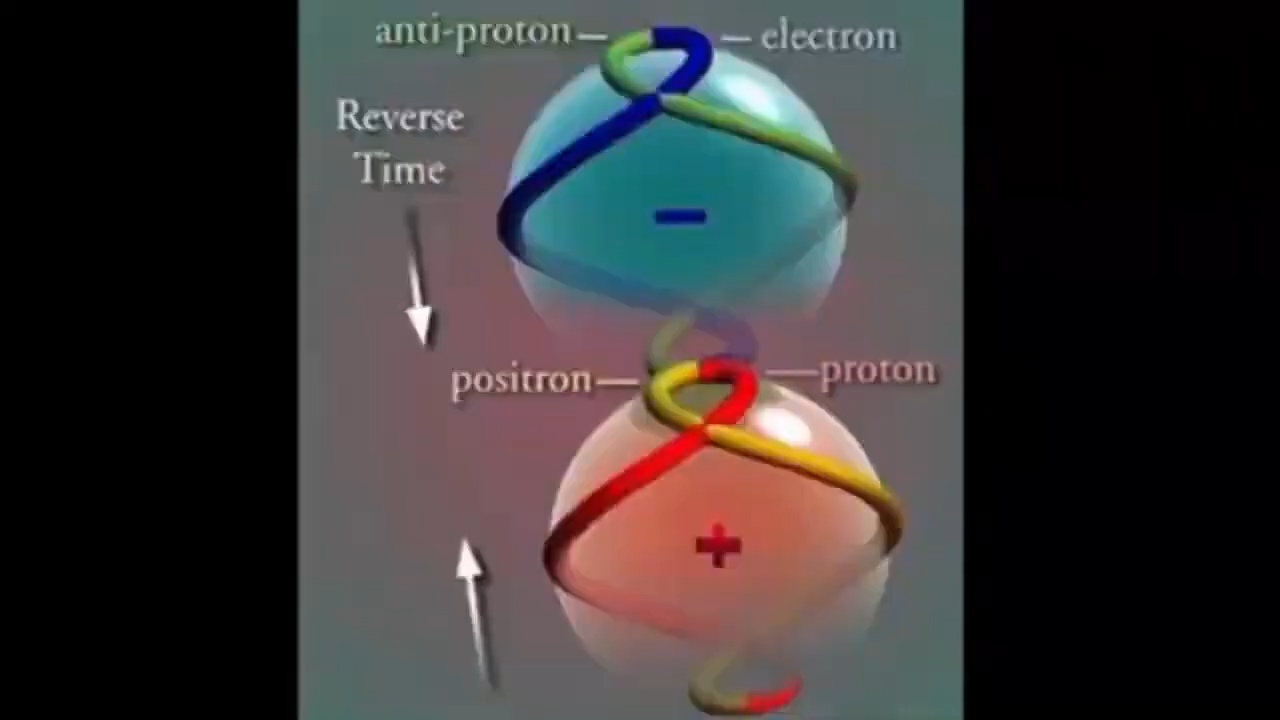 anti-proton
electron
Reverse
Time
−
positron
proton
+